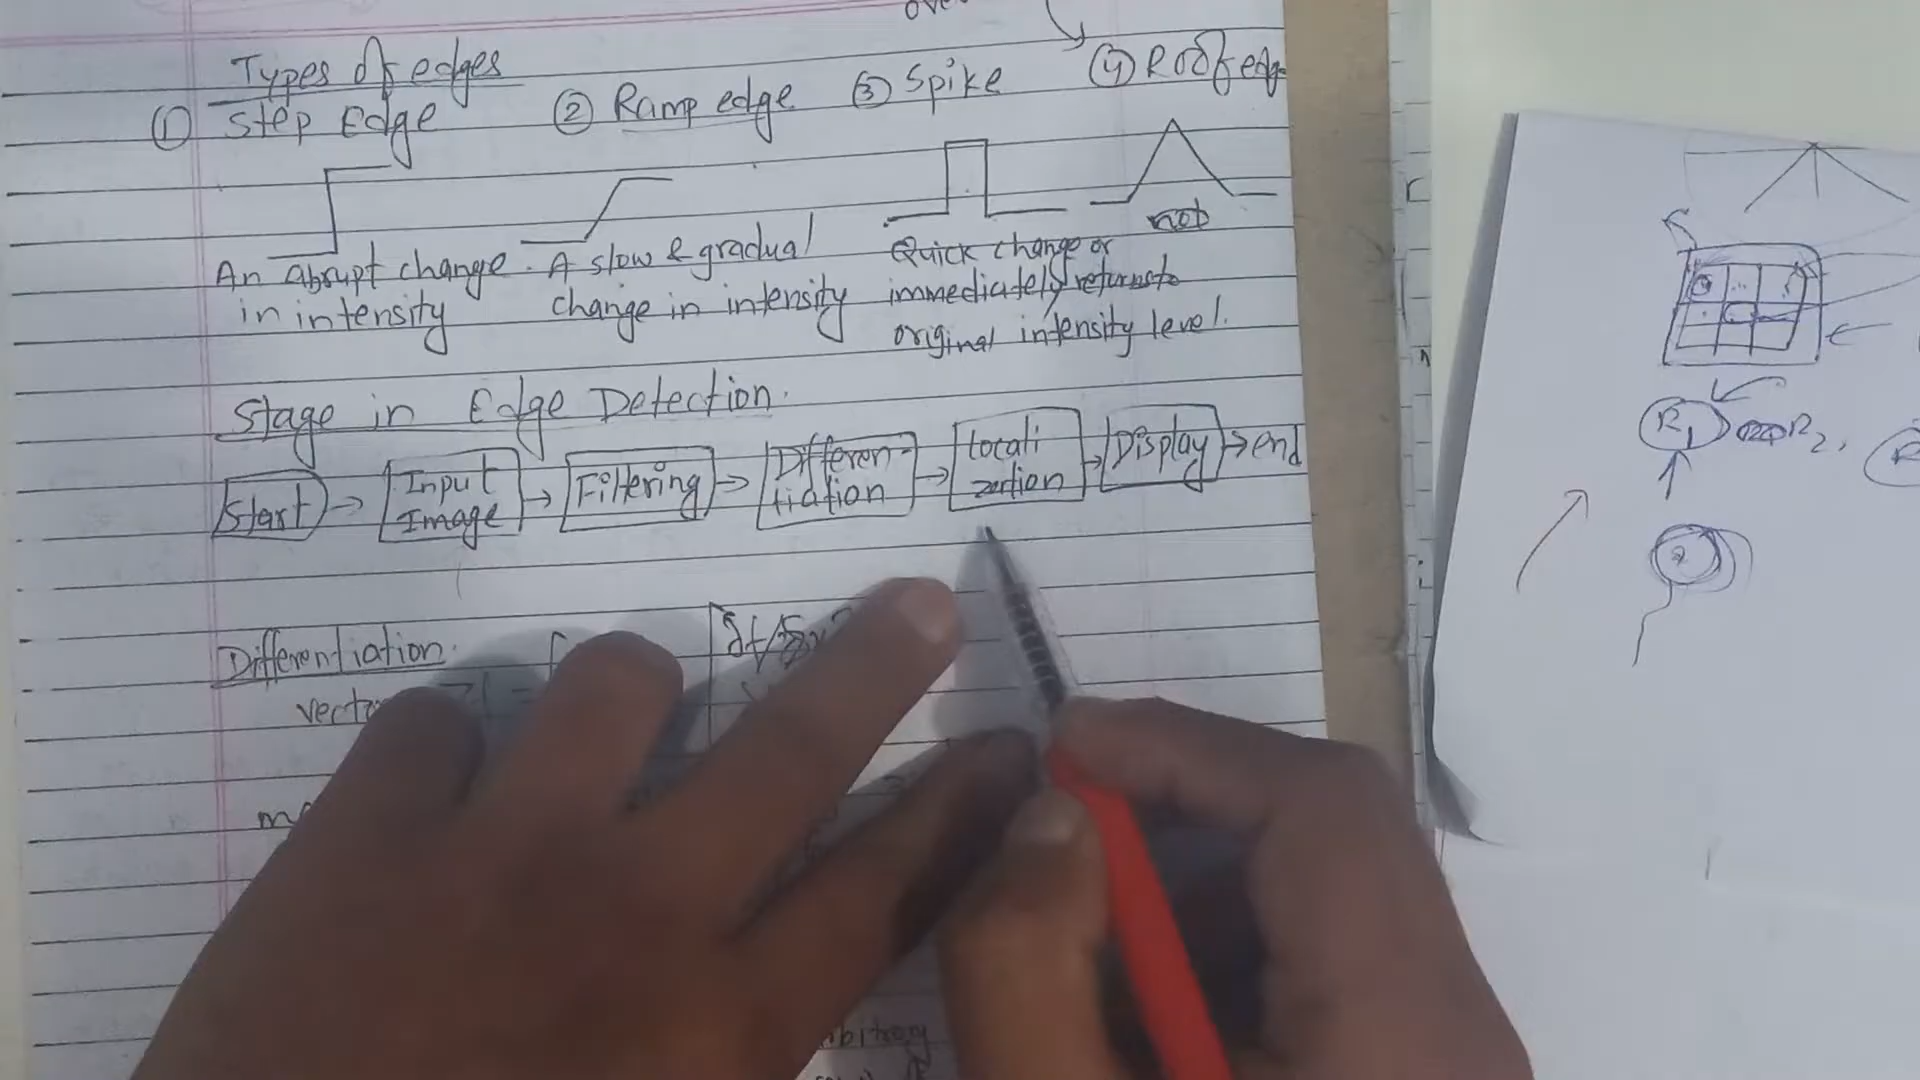 Types of edges
① Step Edge ② Ramp edge ③ Spike ④ Roof edg
not
An abrupt change. A slow & gradual Quick change or
in intensity change in intensity immediately returns to
original intensity level.
Stage in Edge Detection.
Start → Input Image → Filtering → Differen-tiation → Locali zation → Display → end
Differentiation.
R1 R2,